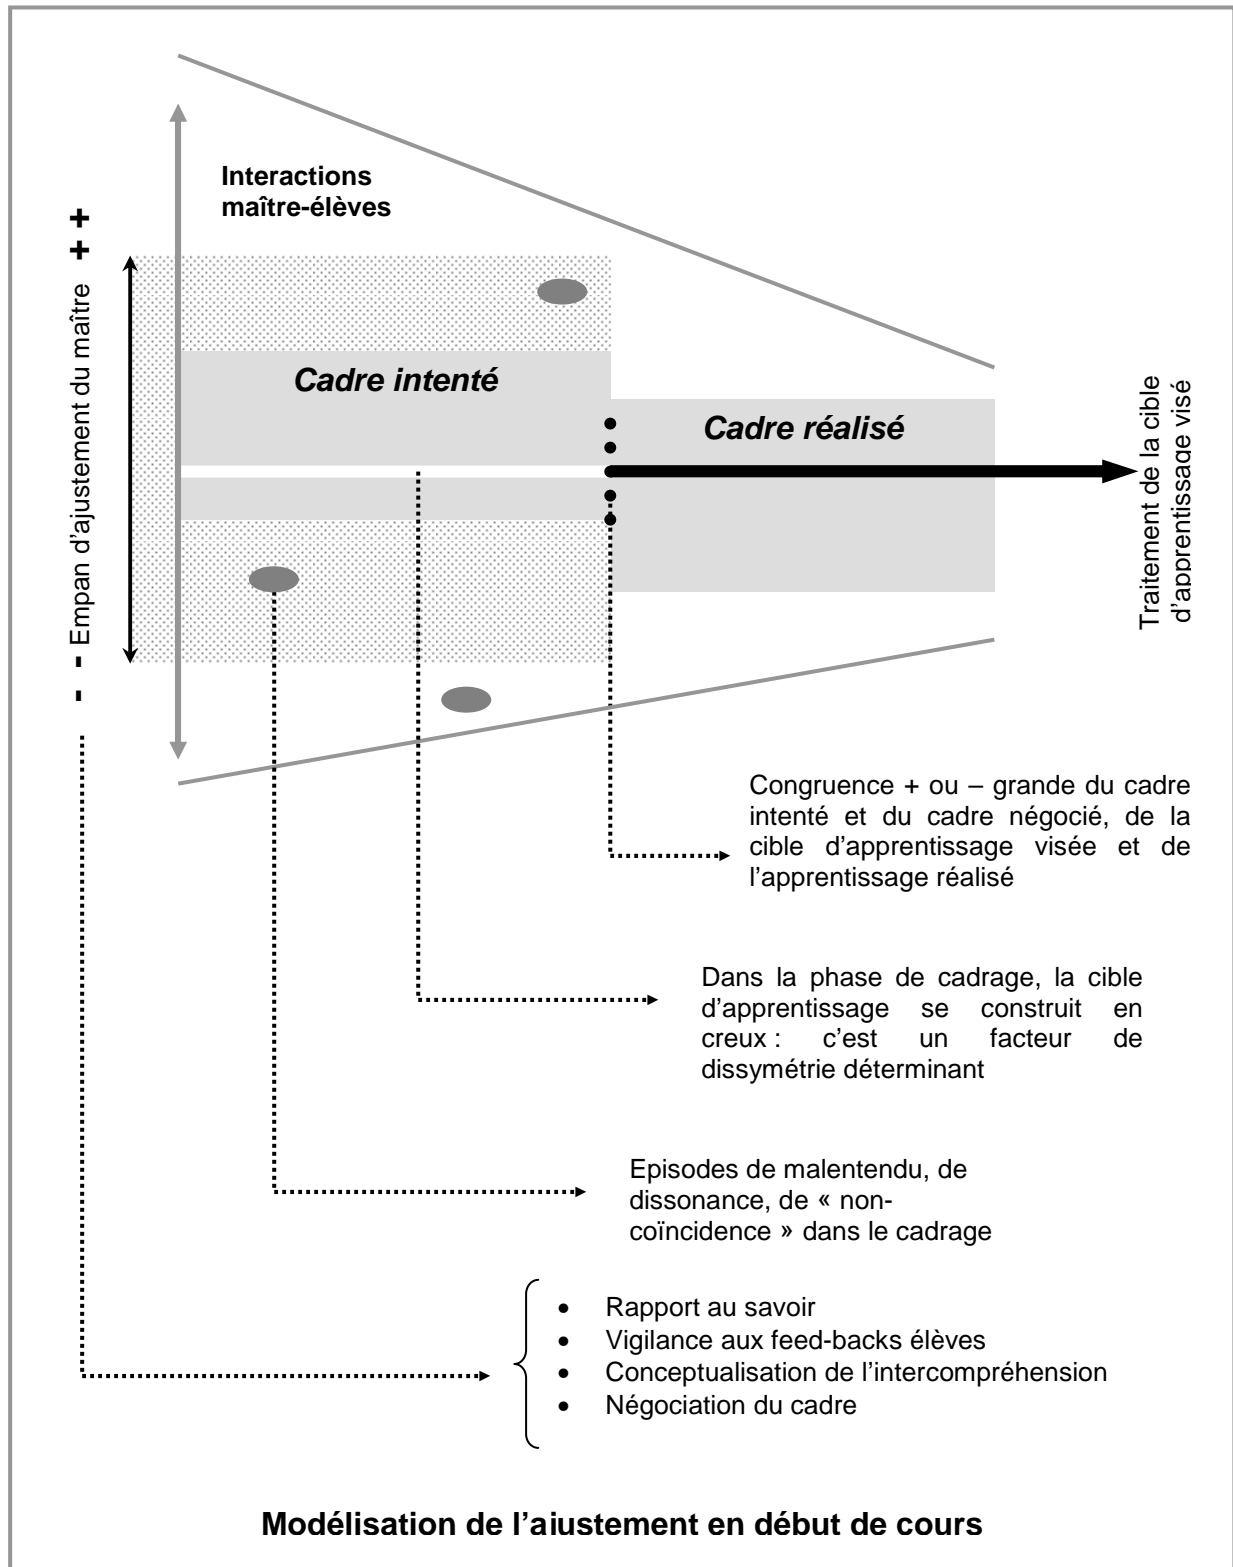 Interactions
maître-élèves
- - Empan d'ajustement du maître + +
Cadre intenté
Cadre réalisé
Traitement de la cible
d'apprentissage visé
Congruence + ou – grande du cadre
intenté et du cadre négocié, de la
cible d'apprentissage visée et de
l'apprentissage réalisé
Dans la phase de cadrage, la cible
d'apprentissage se construit en
creux : c'est un facteur de
dissymétrie déterminant
Episodes de malentendu, de
dissonance, de « non-
coïncidence » dans le cadrage
• Rapport au savoir
• Vigilance aux feed-backs élèves
• Conceptualisation de l'intercompréhension
• Négociation du cadre
Modélisation de l'ajustement en début de cours